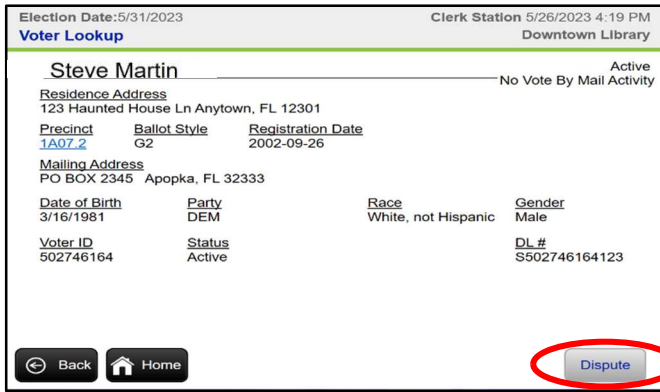 Election Date:5/31/2023 Clerk Station 5/26/2023 4:19 PM
Voter Lookup Downtown Library
Steve Martin Active
No Vote By Mail Activity
Residence Address
123 Haunted House Ln Anytown, FL 12301
Precinct Ballot Style Registration Date
1A07.2 G2 2002-09-26
Mailing Address
PO BOX 2345 Apopka, FL 32333
Date of Birth Party Race Gender
3/16/1981 DEM White, not Hispanic Male
Voter ID Status DL #
502746164 Active S502746164123
Back Home Dispute